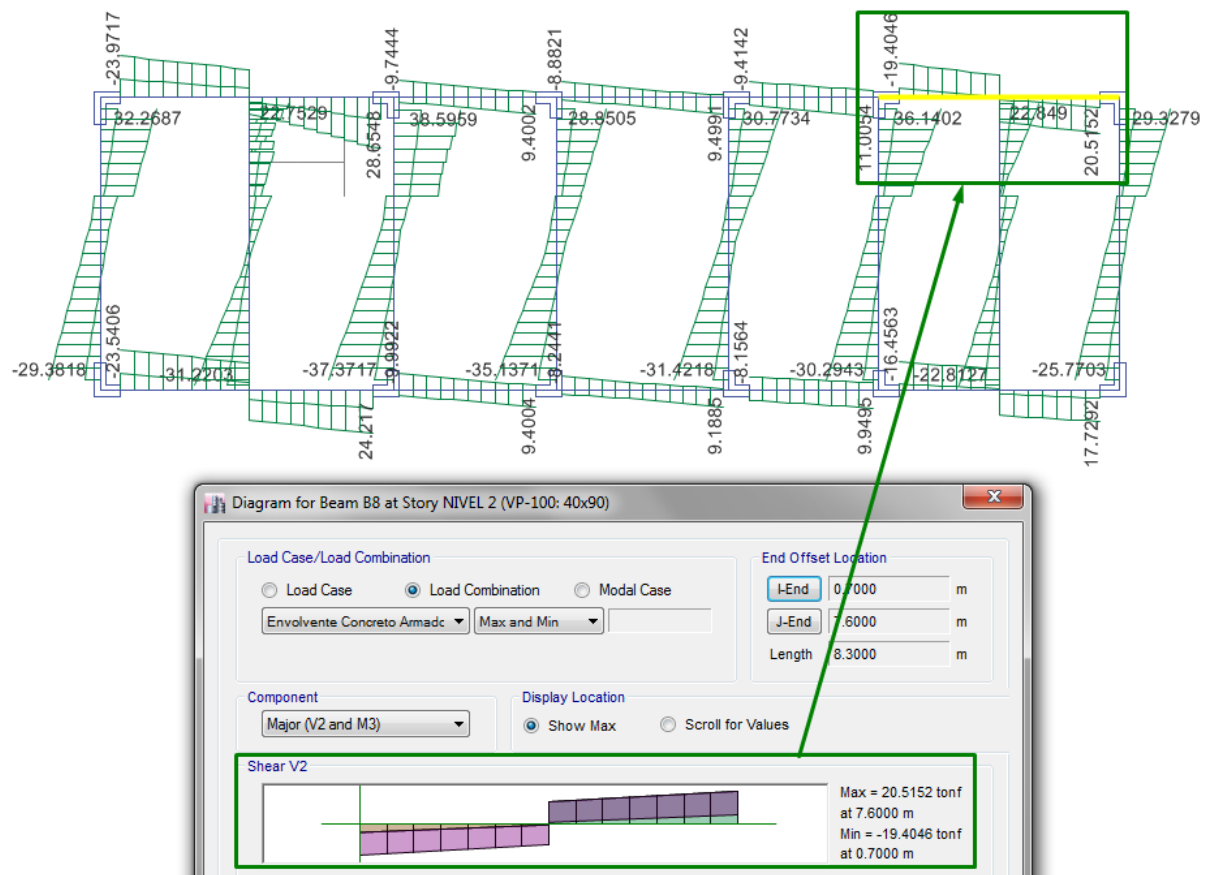 -23.9717
-9.7444
-8.8821
-9.4142
-19.4046
32.2687
22.7529
28.6548
38.5959
9.4002
28.8505
9.4991
30.7734
11.0054
36.1402
22.849
20.5152
29.3279
-29.3818
-23.5406
-31.2203
-37.3717
-9.9922
-35.1371
-31.4218
-8.1564
-30.2943
-16.4563
-22.8127
-25.7703
24.217
9.4004
9.1885
9.9495
17.7292
Diagram for Beam B8 at Story NIVEL 2 (VP-100: 40x90)
Load Case/Load Combination
Load Case Load Combination Modal Case
Envolvente Concreto Armadc Max and Min
End Offset Location
I-End 0.7000 m
J-End 7.6000 m
Length 8.3000 m
Component
Major (V2 and M3)
Display Location
Show Max Scroll for Values
Shear V2
Max = 20.5152 tonf
at 7.6000 m
Min = -19.4046 tonf
at 0.7000 m